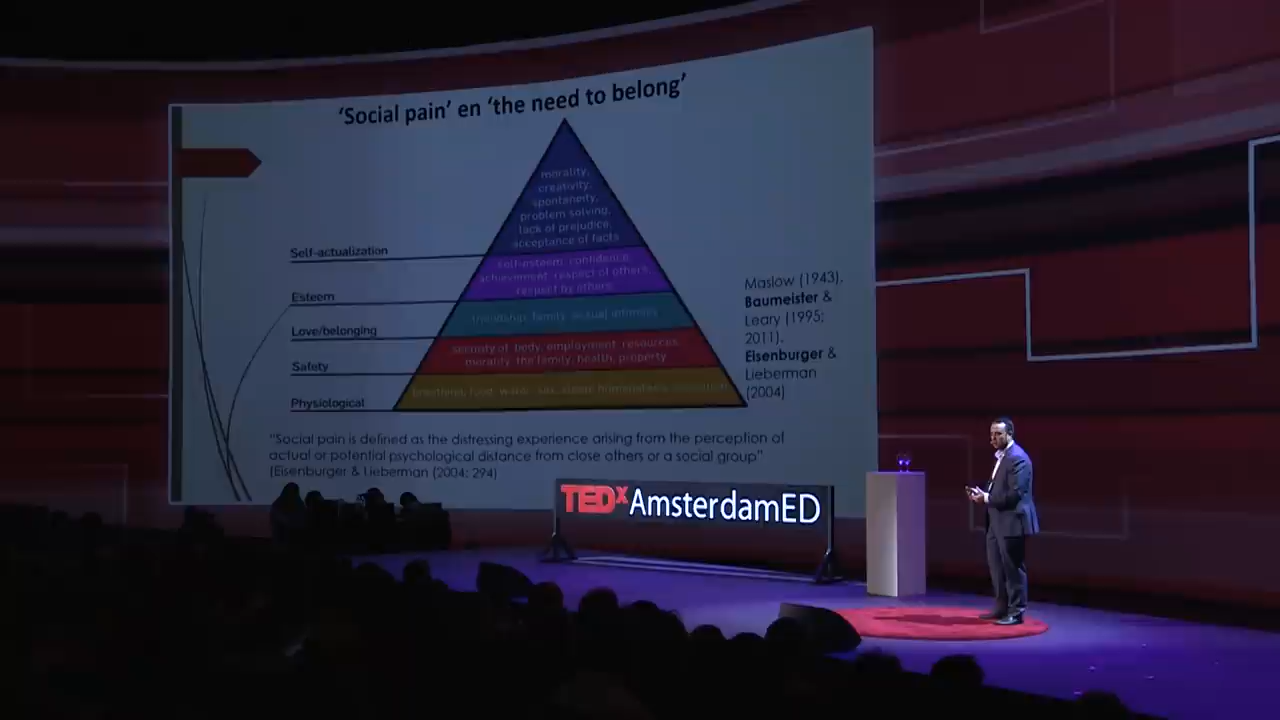 ‘Social pain’ en ‘the need to belong’
morality,
creativity,
spontaneity,
problem solving,
lack of prejudice,
acceptance of facts
Self-actualization
self-esteem, confidence,
achievement, respect of others,
respect by others
Esteem
friendship, family, sexual intimacy
Love/belonging
security of body, employment, resources,
morality, the family, health, property
Safety
breathing, food, water, sex, sleep, homeostasis, excretion
Physiological
Maslow (1943),
Baumeister &
Leary (1995;
2011),
Eisenburger &
Lieberman
(2004)
“Social pain is defined as the distressing experience arising from the perception of
actual or potential psychological distance from close others or a social group”
(Eisenburger & Lieberman (2004: 294)
TEDxAmsterdamED